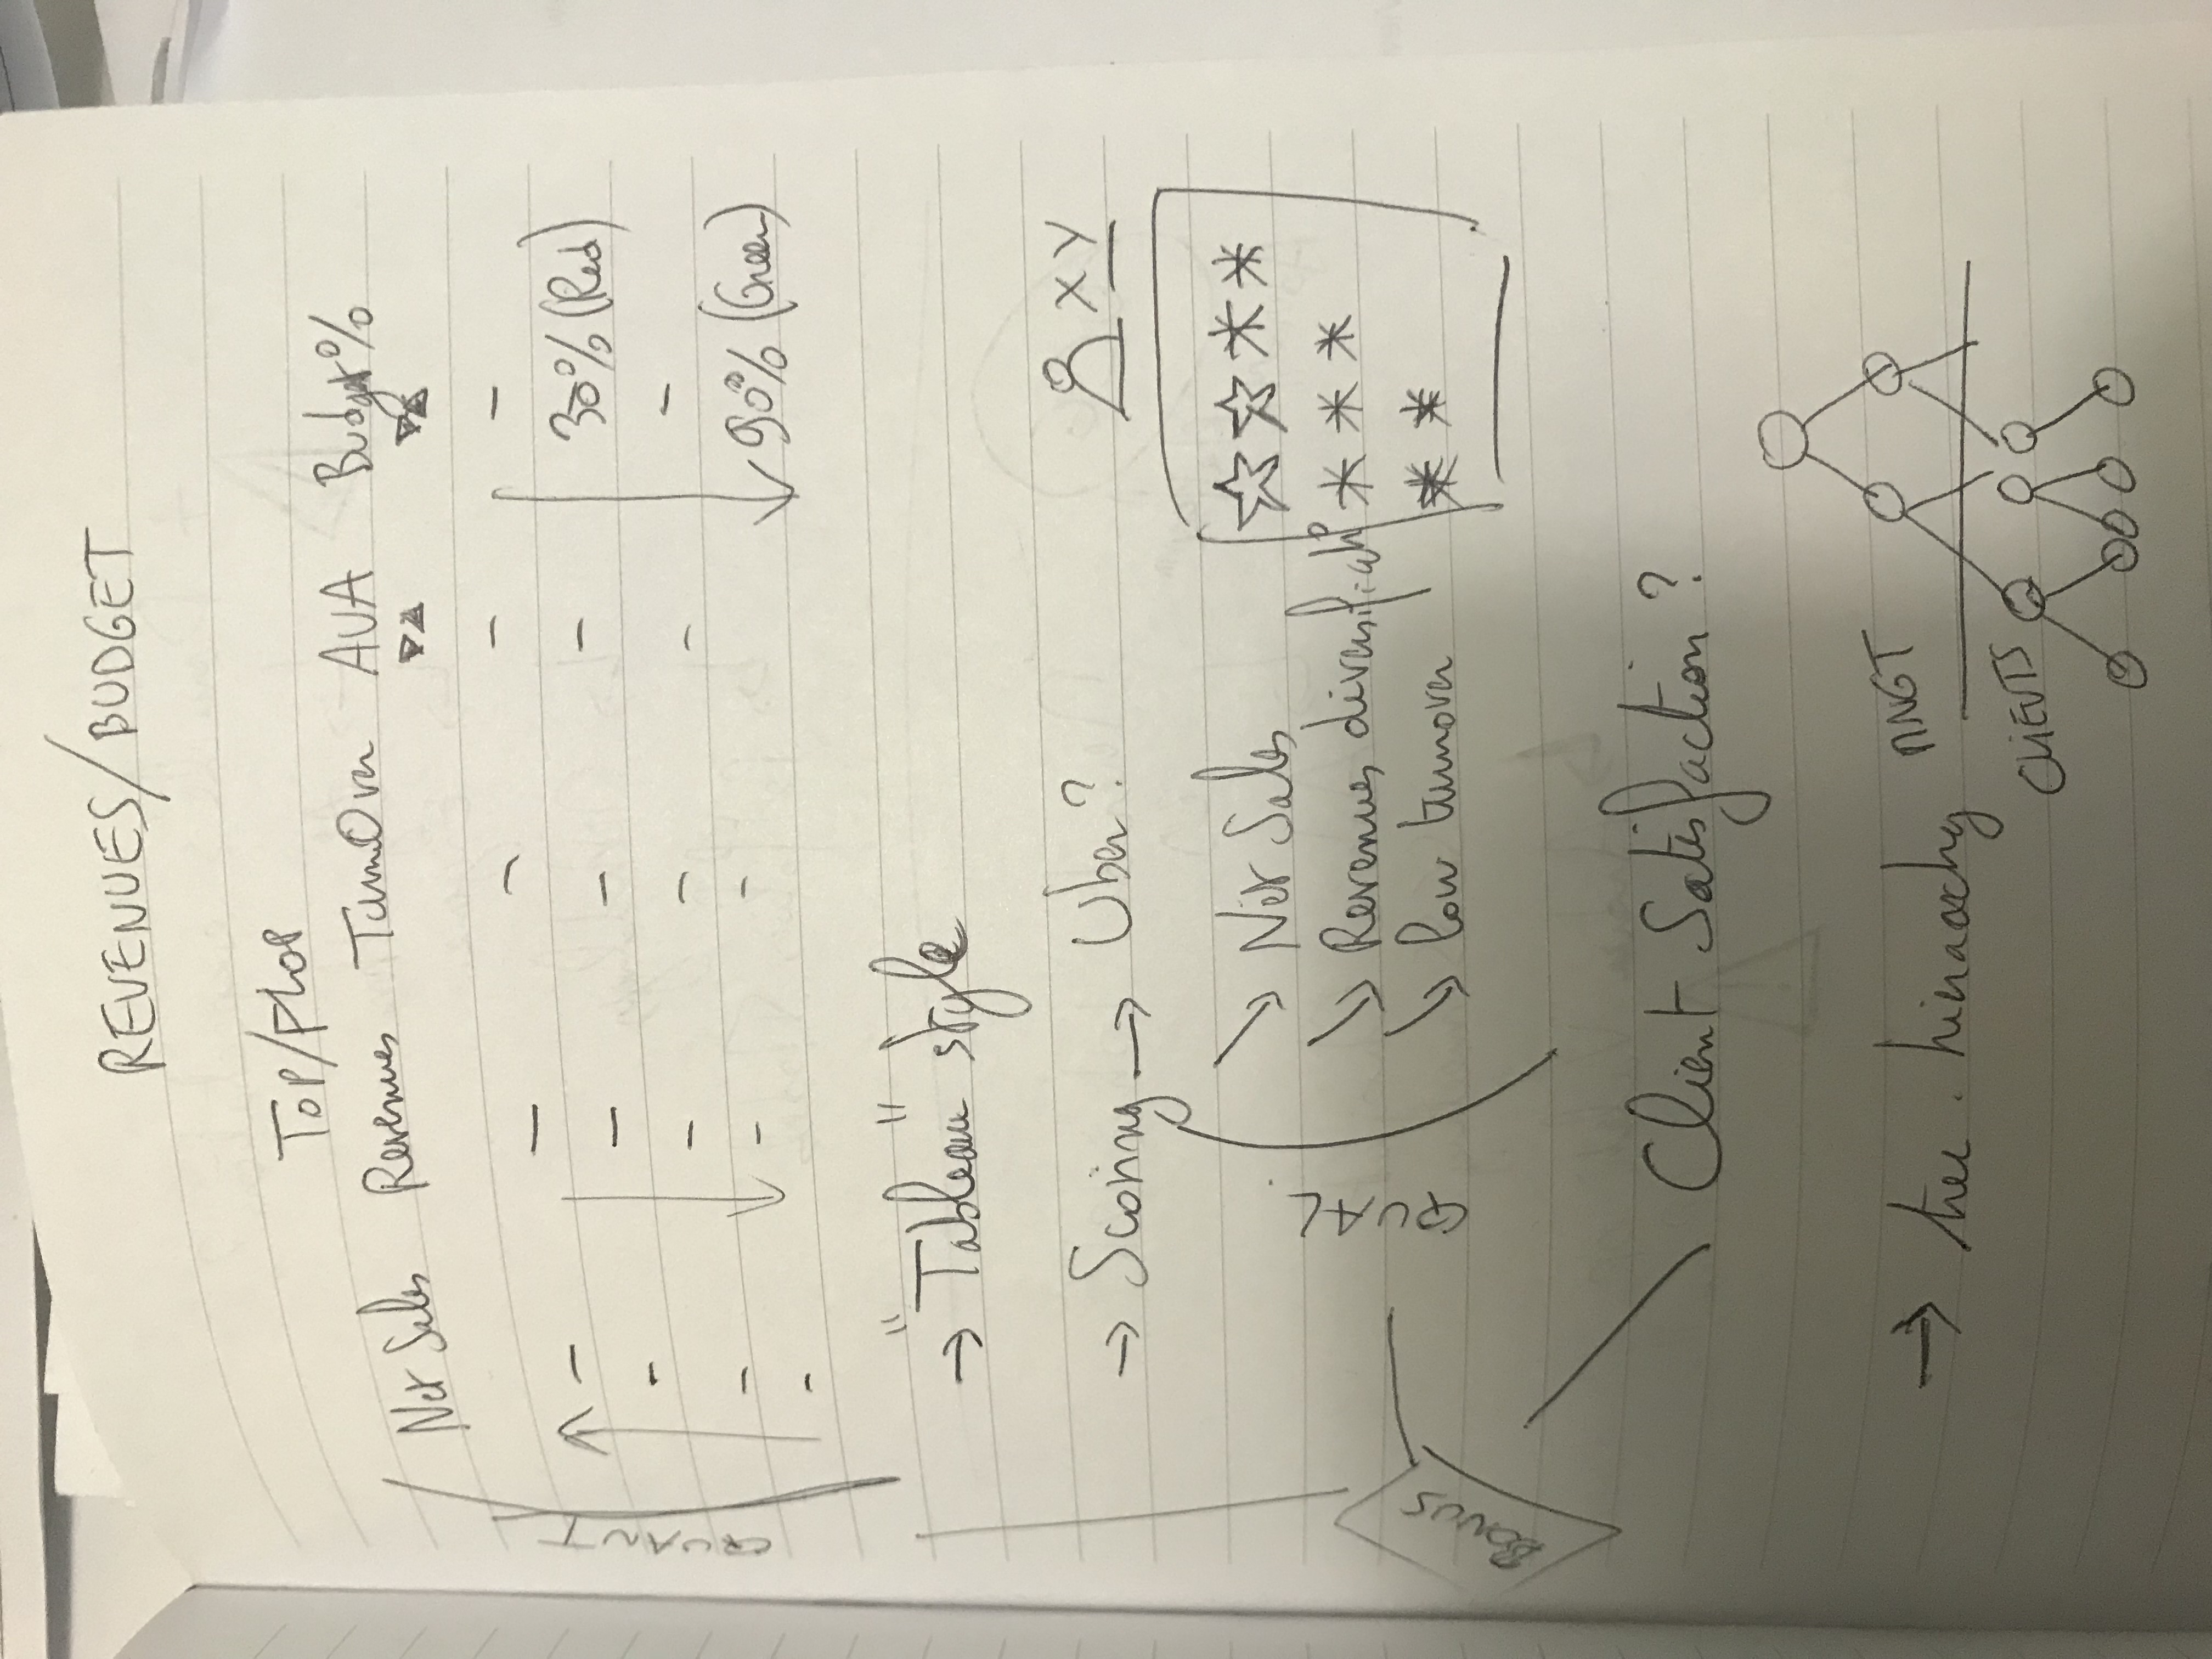 REVENUES/BUDGET
TOP/FLOP
Net Sales Revenues TurnOver AUA Budget%
QUANT
30% (Red)
90% (Green)
→ "Tableau" style
→ Scoring → Uber ?
XY
QUAL.
Net Sales
Revenues diversificat°
low turnover
BONUS
Client Satisfaction ?
→ tree . hierarchy
MNGT
CLIENTS